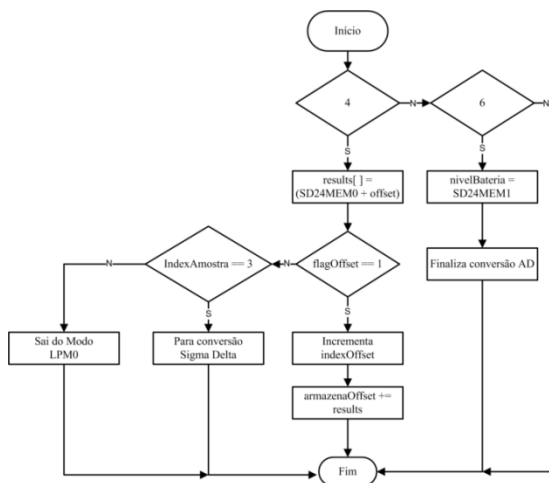 Início
4
N
6
N
S
S
results[ ] =
(SD24MEM0 + offset)
nivelBateria =
SD24MEM1
N
IndexAmostra == 3
N
flagOffset == 1
Finaliza conversão AD
S
S
Sai do Modo
LPM0
Para conversão
Sigma Delta
Incrementa
indexOffset
armazenaOffset +=
results
Fim